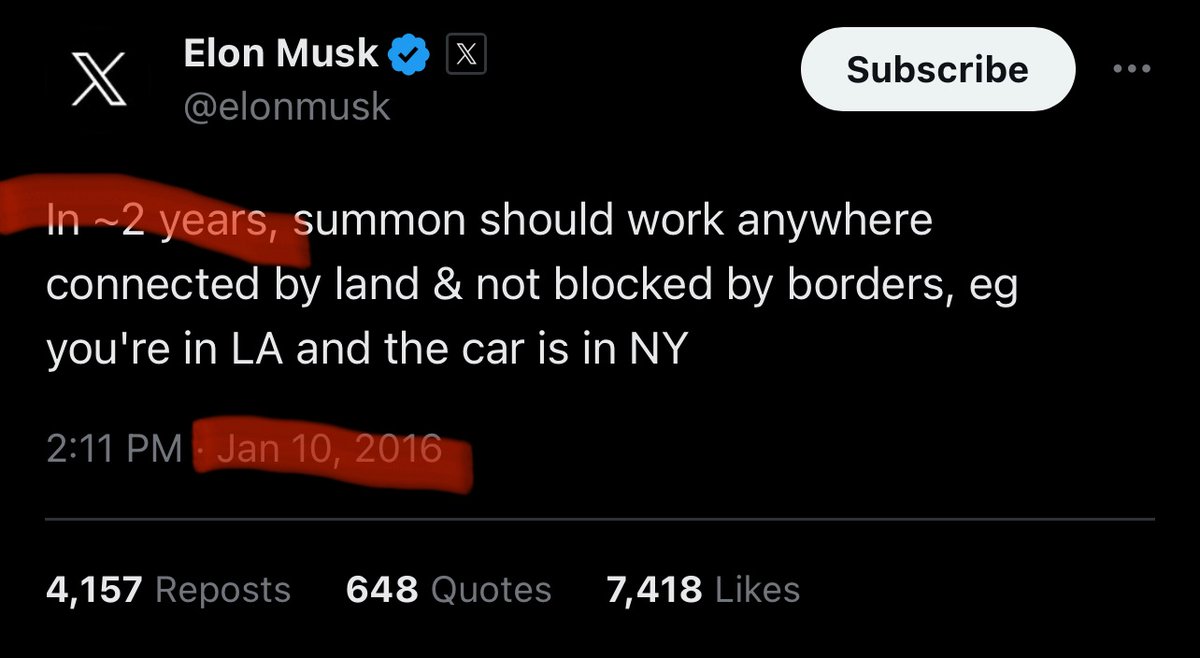 Elon Musk
Subscribe
@elonmusk
In ~2 years, summon should work anywhere
connected by land & not blocked by borders, eg
you're in LA and the car is in NY
2:11 PM · Jan 10, 2016
4,157 Reposts 648 Quotes 7,418 Likes